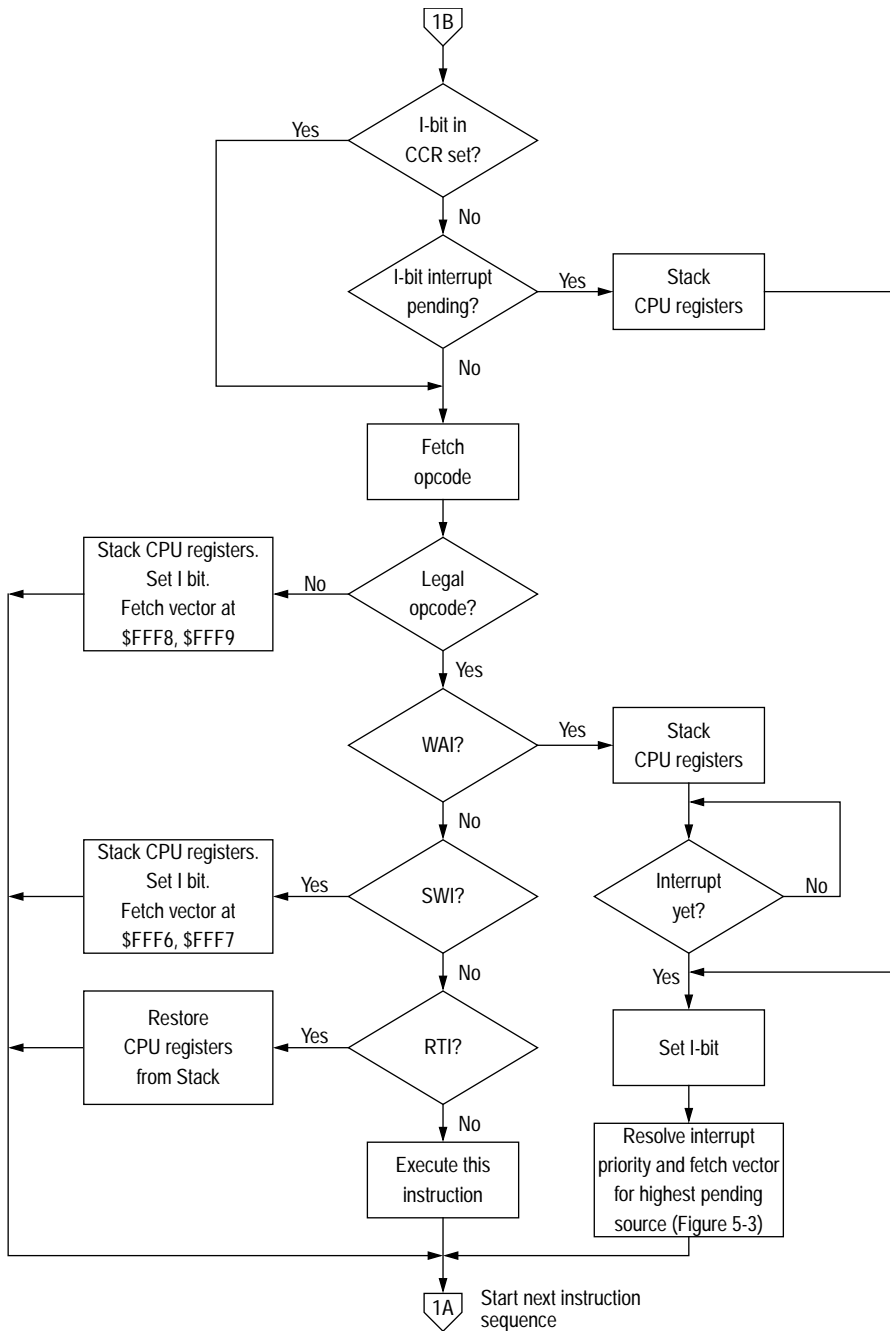 1B
I-bit in
CCR set?
Yes
No
I-bit interrupt
pending?
Yes
Stack
CPU registers
No
Fetch
opcode
Legal
opcode?
No
Stack CPU registers.
Set I bit.
Fetch vector at
$FFF8, $FFF9
Yes
WAI?
Yes
Stack
CPU registers
No
Interrupt
yet?
No
Yes
SWI?
Yes
Stack CPU registers.
Set I bit.
Fetch vector at
$FFF6, $FFF7
No
RTI?
Yes
Restore
CPU registers
from Stack
Set I-bit
No
Execute this
instruction
Resolve interrupt
priority and fetch vector
for highest pending
source (Figure 5-3)
1A
Start next instruction
sequence